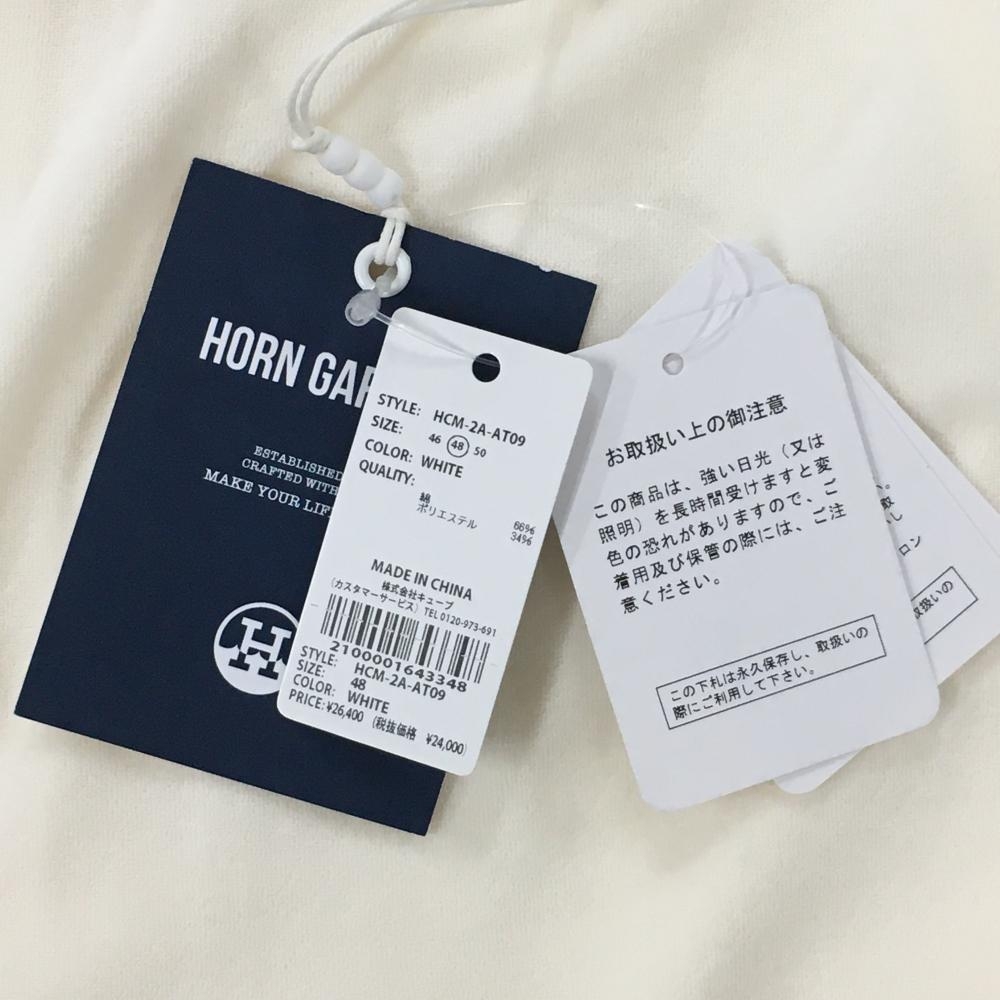 HORN GAR
ESTABLISHED
CRAFTED WITH
MAKE YOUR LIF
H
STYLE: HCM-2A-AT09
SIZE: 46 48 50
COLOR: WHITE
QUALITY:
綿 66%
ポリエステル 34%
MADE IN CHINA
株式会社キューブ
(カスタマーサービス) TEL 0120-973-691
2100001643348
STYLE: HCM-2A-AT09
SIZE: 48
COLOR: WHITE
PRICE: ¥26,400 (税抜価格 ¥24,000)
お取扱い上の御注意
この商品は、強い日光（又は
照明）を長時間受けますと変
色の恐れがありますので、ご
着用及び保管の際には、ご注
意ください。
この下札は永久保存し、取扱いの
際にご利用して下さい。
ロン
取扱いの